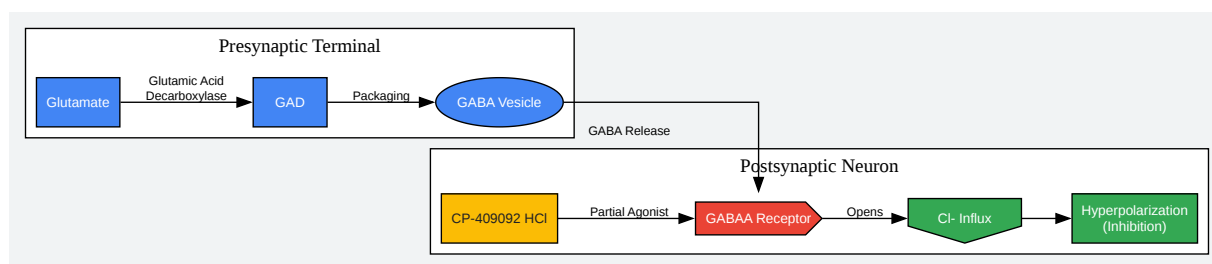 Presynaptic Terminal
Glutamate
Glutamic Acid
Decarboxylase
GAD
Packaging
GABA Vesicle
GABA Release
Postsynaptic Neuron
CP-409092 HCl
Partial Agonist
GABAA Receptor
Opens
Cl- Influx
Hyperpolarization
(Inhibition)